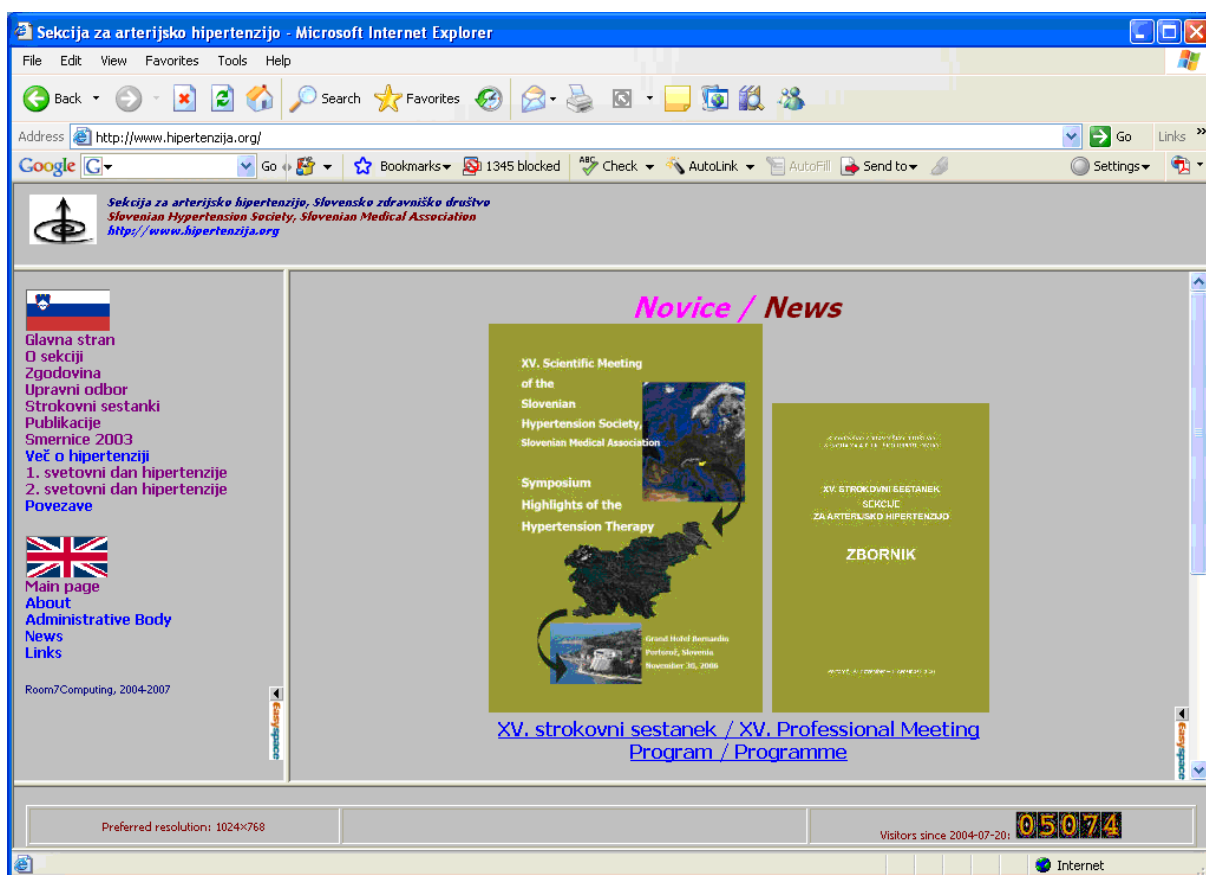 Sekcija za arterijsko hipertenzijo - Microsoft Internet Explorer
File Edit View Favorites Tools Help
Back Search Favorites
Address http://www.hipertenzija.org/ Go Links »
Google G Go Bookmarks 1345 blocked ABC Check AutoLink AutoFill Send to Settings
Sekcija za arterijsko hipertenzijo, Slovensko zdravniško društvo
Slovenian Hypertension Society, Slovenian Medical Association
http://www.hipertenzija.org
Glavna stran
O sekciji
Zgodovina
Upravni odbor
Strokovni sestanki
Publikacije
Smernice 2003
Več o hipertenziji
1. svetovni dan hipertenzije
2. svetovni dan hipertenzije
Povezave
Main page
About
Administrative Body
News
Links
Room7Computing, 2004-2007
Easyspace
Novice / News
XV. Scientific Meeting
of the
Slovenian
Hypertension Society,
Slovenian Medical Association
Symposium
Highlights of the
Hypertension Therapy
Grand Hotel Bernardin
Portorož, Slovenia
November 30, 2006
XV. STROKOVNI SESTANEK
SEKCIJE
ZA ARTERIJSKO HIPERTENZIJO
ZBORNIK
XV. strokovni sestanek / XV. Professional Meeting
Program / Programme
Easyspace
Preferred resolution: 1024×768
Visitors since 2004-07-20: 05074
Internet